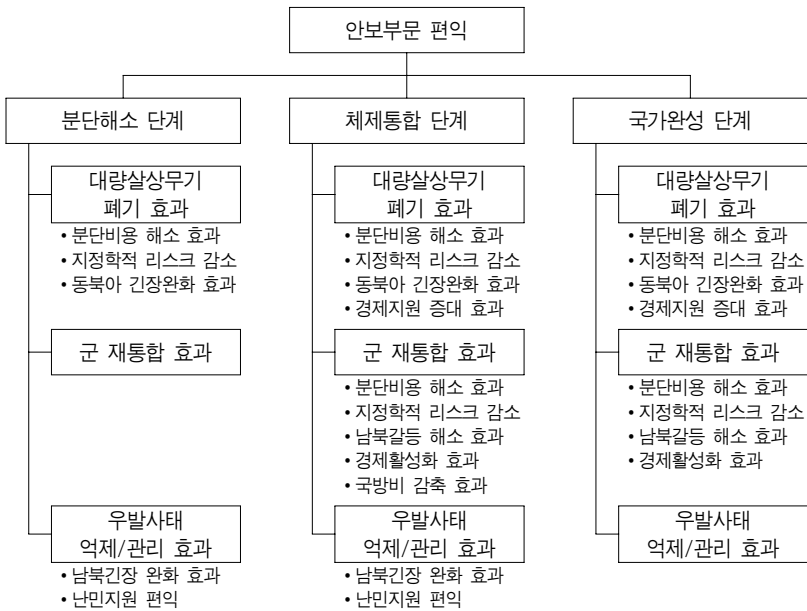 안보부문 편익
분단해소 단계
대량살상무기
폐기 효과
• 분단비용 해소 효과
• 지정학적 리스크 감소
• 동북아 긴장완화 효과
군 재통합 효과
우발사태
억제/관리 효과
• 남북긴장 완화 효과
• 난민지원 편익
체제통합 단계
대량살상무기
폐기 효과
• 분단비용 해소 효과
• 지정학적 리스크 감소
• 동북아 긴장완화 효과
• 경제지원 증대 효과
군 재통합 효과
• 분단비용 해소 효과
• 지정학적 리스크 감소
• 남북갈등 해소 효과
• 경제활성화 효과
• 국방비 감축 효과
우발사태
억제/관리 효과
• 남북긴장 완화 효과
• 난민지원 편익
국가완성 단계
대량살상무기
폐기 효과
• 분단비용 해소 효과
• 지정학적 리스크 감소
• 동북아 긴장완화 효과
• 경제지원 증대 효과
군 재통합 효과
• 분단비용 해소 효과
• 지정학적 리스크 감소
• 남북갈등 해소 효과
• 경제활성화 효과
우발사태
억제/관리 효과